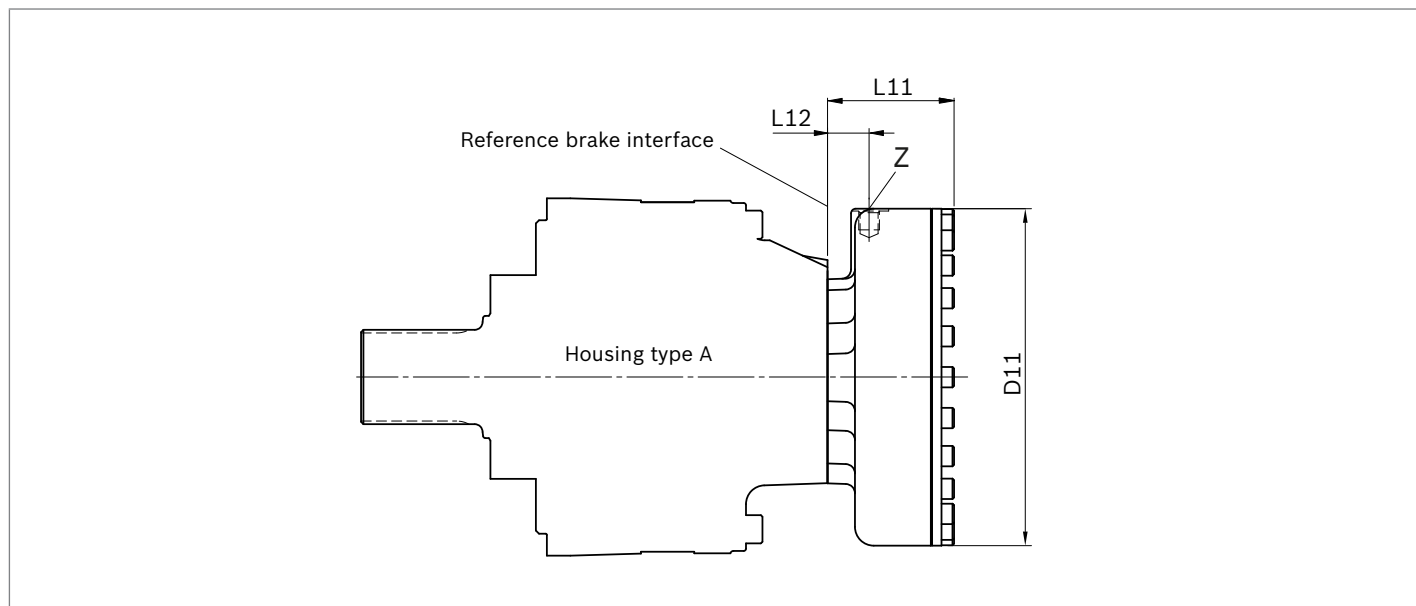 L11
L12
Reference brake interface
Z
Housing type A
D11